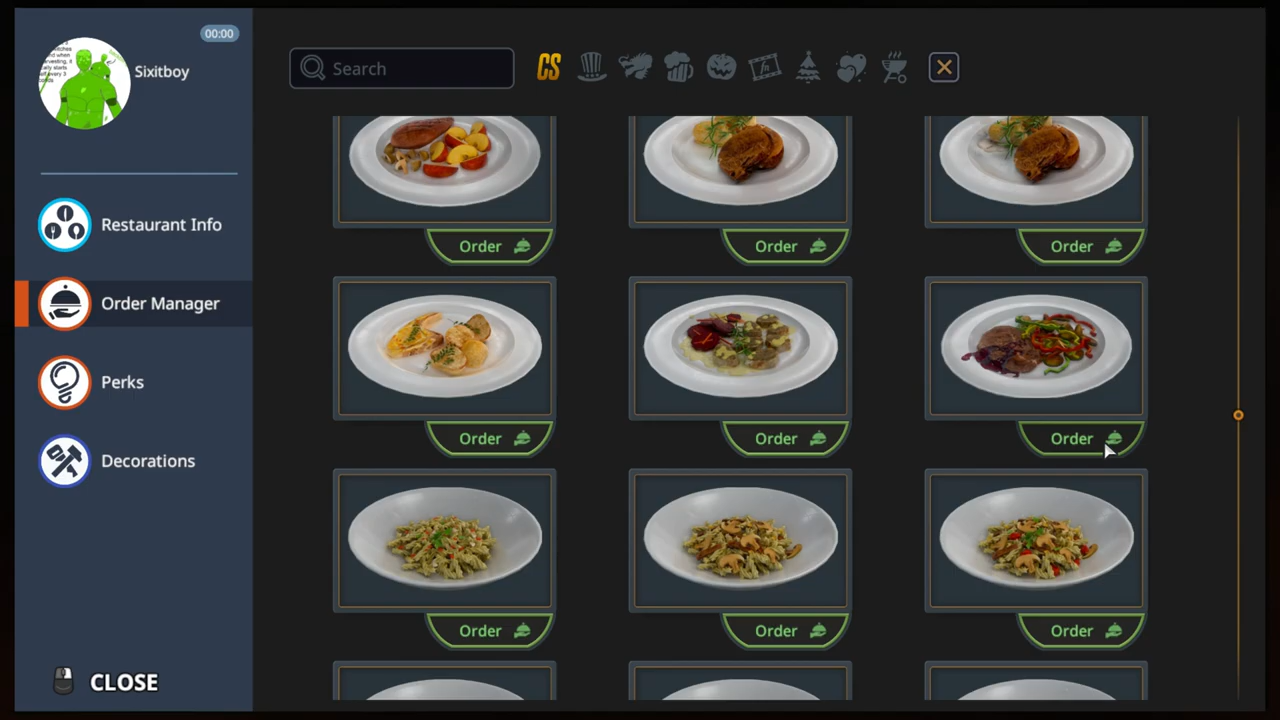 00:00
Sixitboy
Search
CS
Restaurant Info
Order Manager
Perks
Decorations
CLOSE
Order
Order
Order
Order
Order
Order
Order
Order
Order